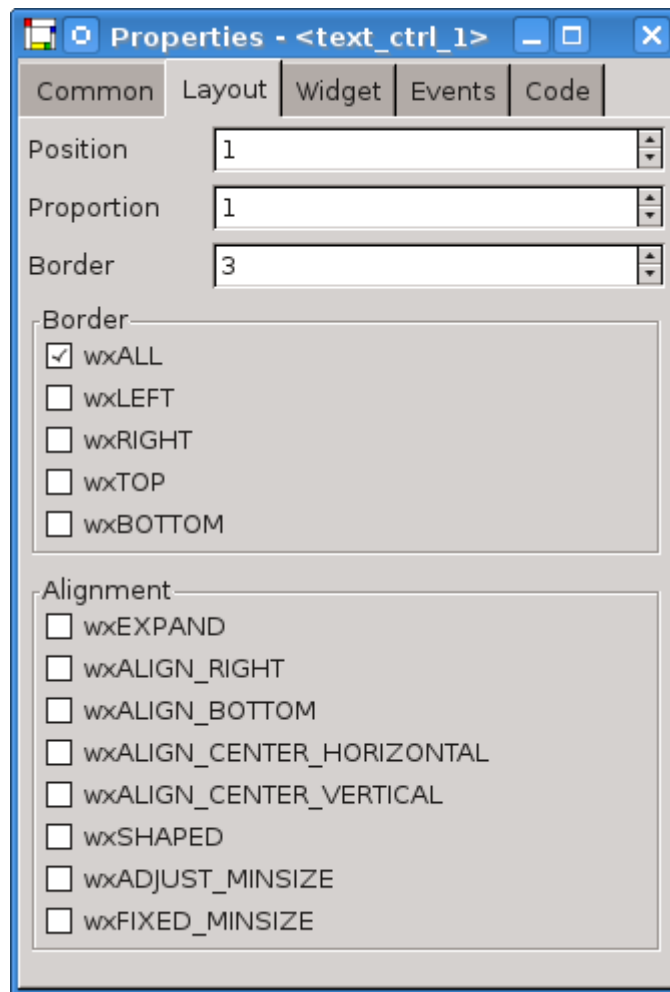 Properties - <text_ctrl_1>
Common Layout Widget Events Code
Position 1
Proportion 1
Border 3
Border
wxALL
wxLEFT
wxRIGHT
wxTOP
wxBOTTOM
Alignment
wxEXPAND
wxALIGN_RIGHT
wxALIGN_BOTTOM
wxALIGN_CENTER_HORIZONTAL
wxALIGN_CENTER_VERTICAL
wxSHAPED
wxADJUST_MINSIZE
wxFIXED_MINSIZE